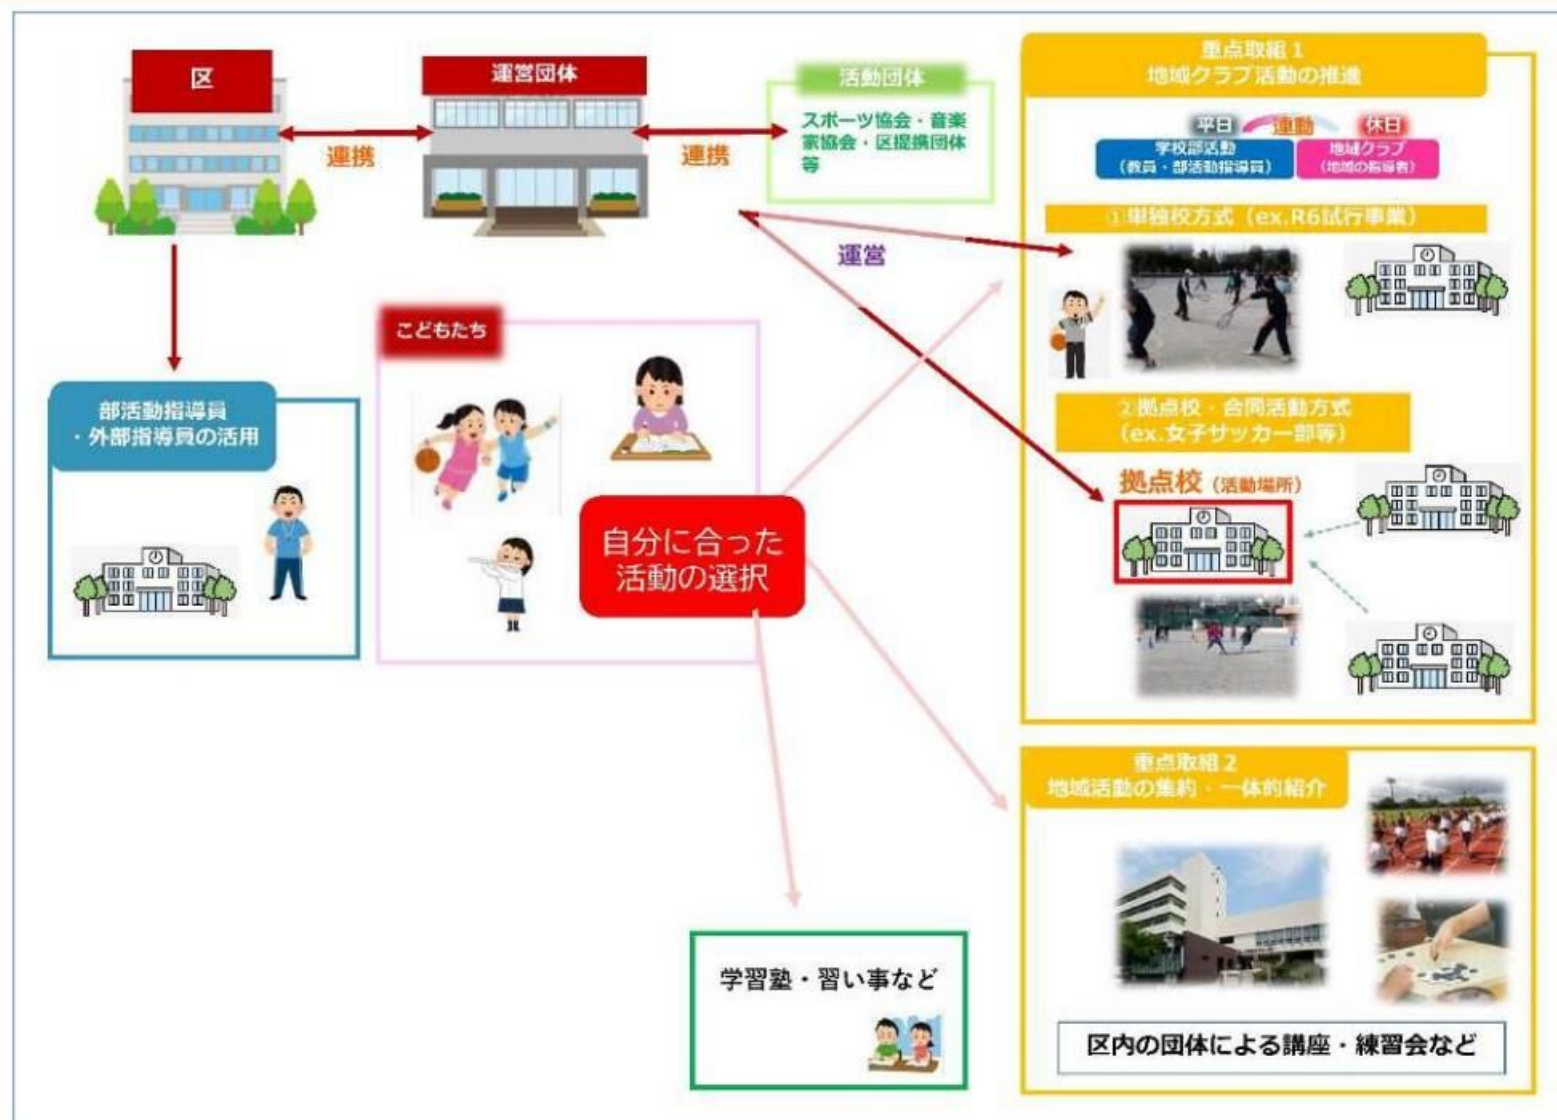 区
運営団体
連携
連携
活動団体
スポーツ協会・音楽
家協会・区提携団体
等
運営
部活動指導員
・外部指導員の活用
こどもたち
自分に合った
活動の選択
学習塾・習い事など
重点取組1
地域クラブ活動の推進
平日 連動 休日
学校部活動
(教員・部活動指導員)
地域クラブ
(地域の指導者)
①単独校方式(ex.R6試行事業)
②拠点校・合同活動方式
(ex.女子サッカー部等)
拠点校(活動場所)
重点取組2
地域活動の集約・一体的紹介
区内の団体による講座・練習会など